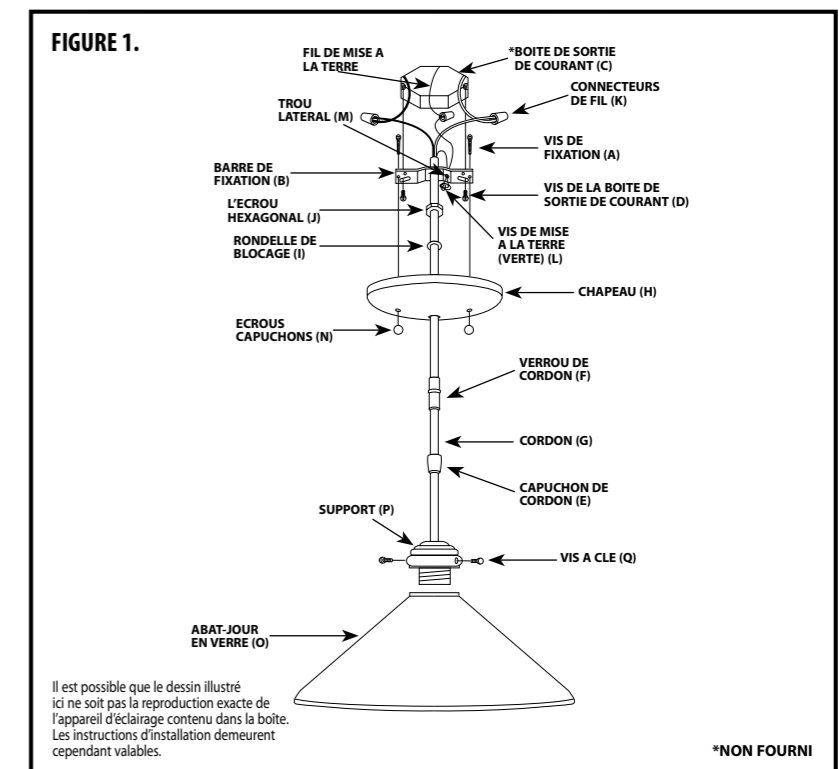 FIGURE 1.
FIL DE MISE A
LA TERRE
*BOITE DE SORTIE
DE COURANT (C)
CONNECTEURS
DE FIL (K)
TROU
LATERAL (M)
VIS DE
FIXATION (A)
BARRE DE
FIXATION (B)
VIS DE LA BOITE DE
SORTIE DE COURANT (D)
L'ECROU
HEXAGONAL (J)
VIS DE MISE
A LA TERRE
(VERTE) (L)
RONDELLE DE
BLOCAGE (I)
CHAPEAU (H)
ECROUS
CAPUCHONS (N)
VERROU DE
CORDON (F)
CORDON (G)
CAPUCHON DE
CORDON (E)
SUPPORT (P)
VIS A CLE (Q)
ABAT-JOUR
EN VERRE (O)
Il est possible que le dessin illustré
ici ne soit pas la reproduction exacte de
l'appareil d'éclairage contenu dans la boîte.
Les instructions d'installation demeurent
cependant valables.
*NON FOURNI